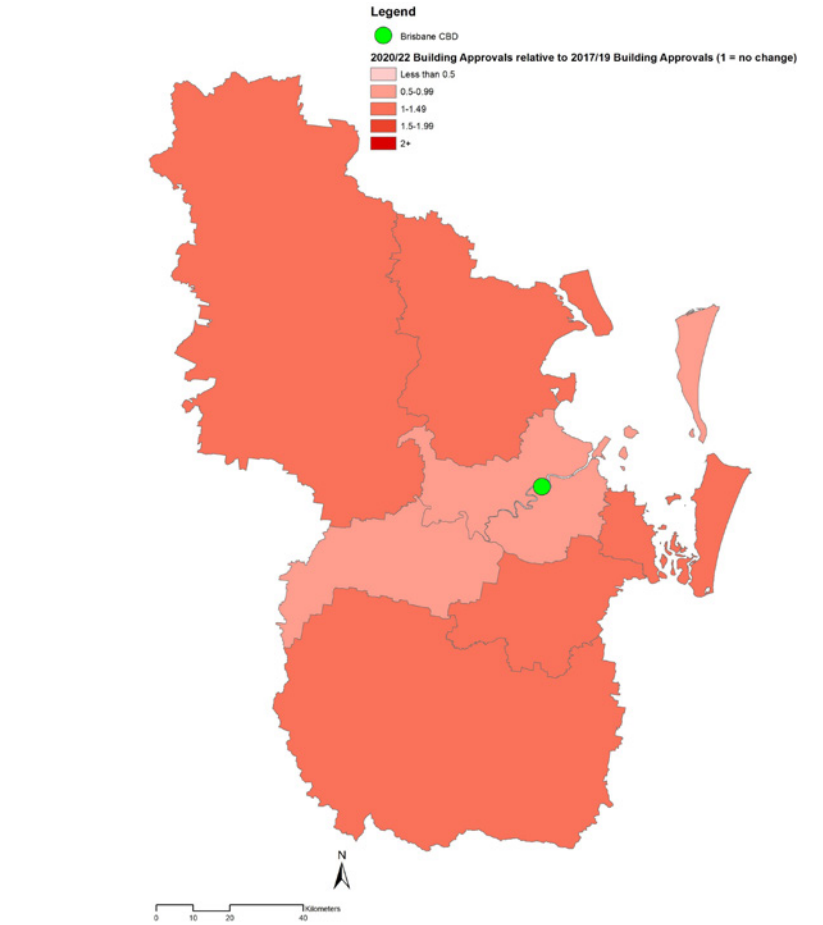 Legend
Brisbane CBD
2020/22 Building Approvals relative to 2017/19 Building Approvals (1 = no change)
Less than 0.5
0.5-0.99
1-1.49
1.5-1.99
2+
N
Kilometers
0 10 20 40